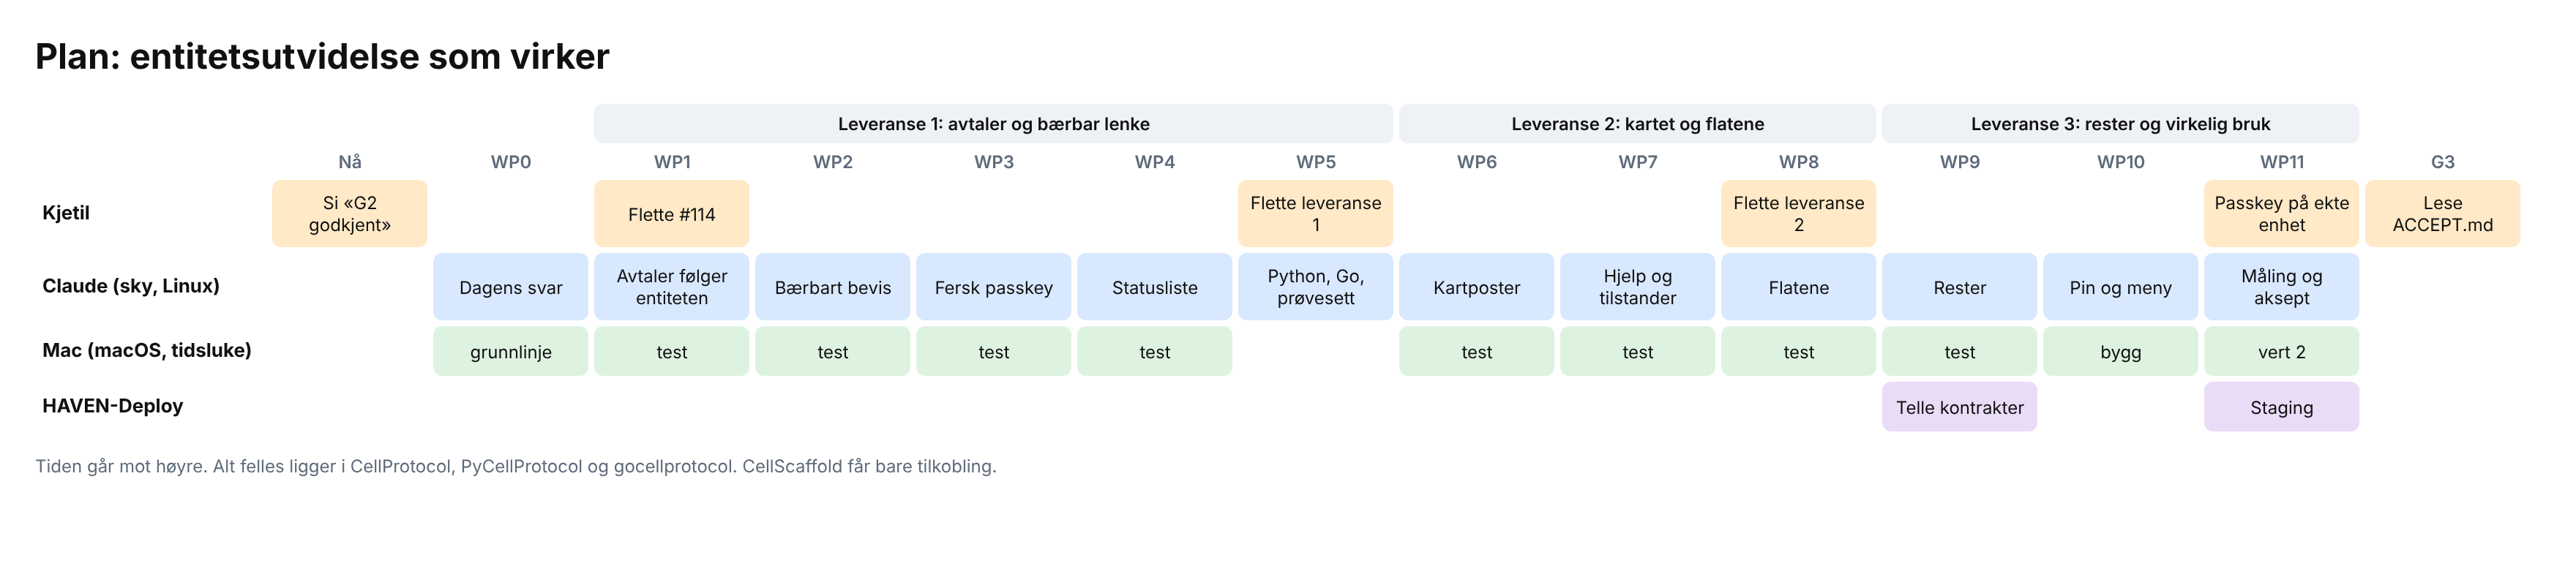 Plan: entitetsutvidelse som virker
Leveranse 1: avtaler og bærbar lenke
Leveranse 2: kartet og flatene
Leveranse 3: rester og virkelig bruk
Nå
WP0
WP1
WP2
WP3
WP4
WP5
WP6
WP7
WP8
WP9
WP10
WP11
G3
Kjetil
Si «G2
godkjent»
Flette #114
Flette leveranse
1
Flette leveranse
2
Passkey på ekte
enhet
Lese
ACCEPT.md
Claude (sky, Linux)
Dagens svar
Avtaler følger
entiteten
Bærbart bevis
Fersk passkey
Statusliste
Python, Go,
prøvesett
Kartposter
Hjelp og
tilstander
Flatene
Rester
Pin og meny
Måling og
aksept
Mac (macOS, tidsluke)
grunnlinje
test
test
test
test
test
test
test
test
bygg
vert 2
HAVEN-Deploy
Telle kontrakter
Staging
Tiden går mot høyre. Alt felles ligger i CellProtocol, PyCellProtocol og gocellprotocol. CellScaffold får bare tilkobling.